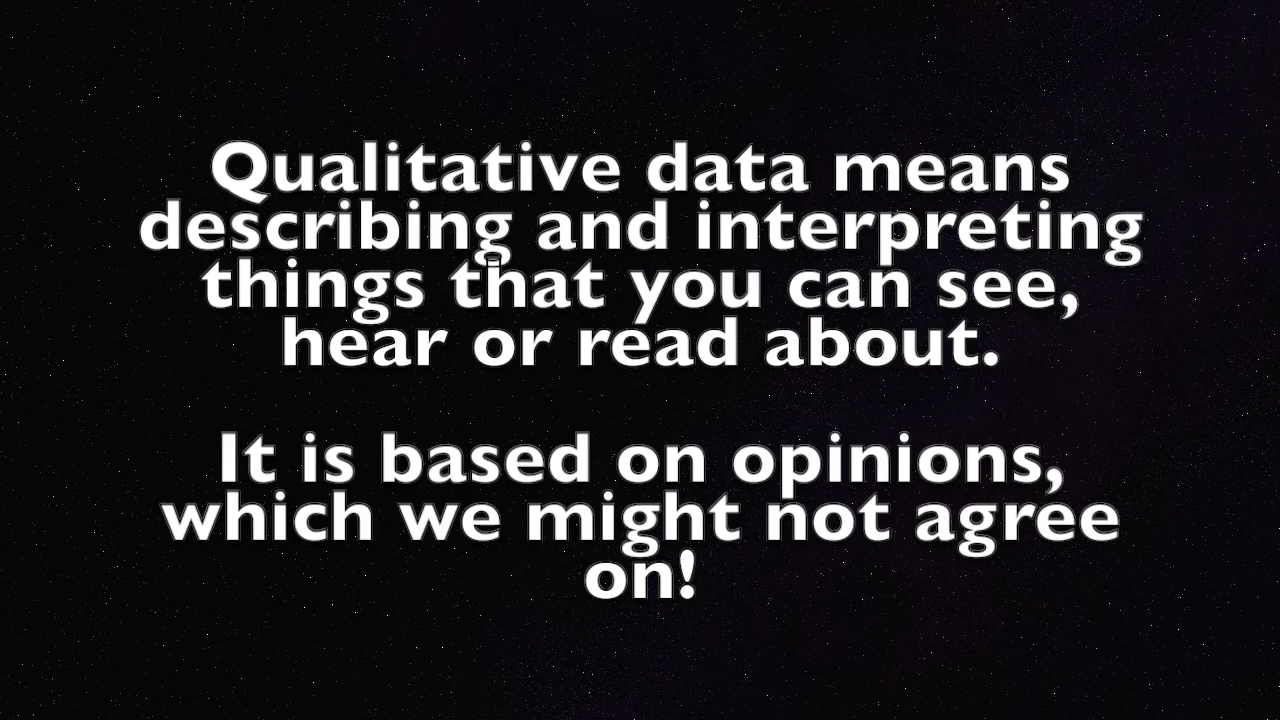 Qualitative data means
describing and interpreting
things that you can see,
hear or read about.
It is based on opinions,
which we might not agree
on!